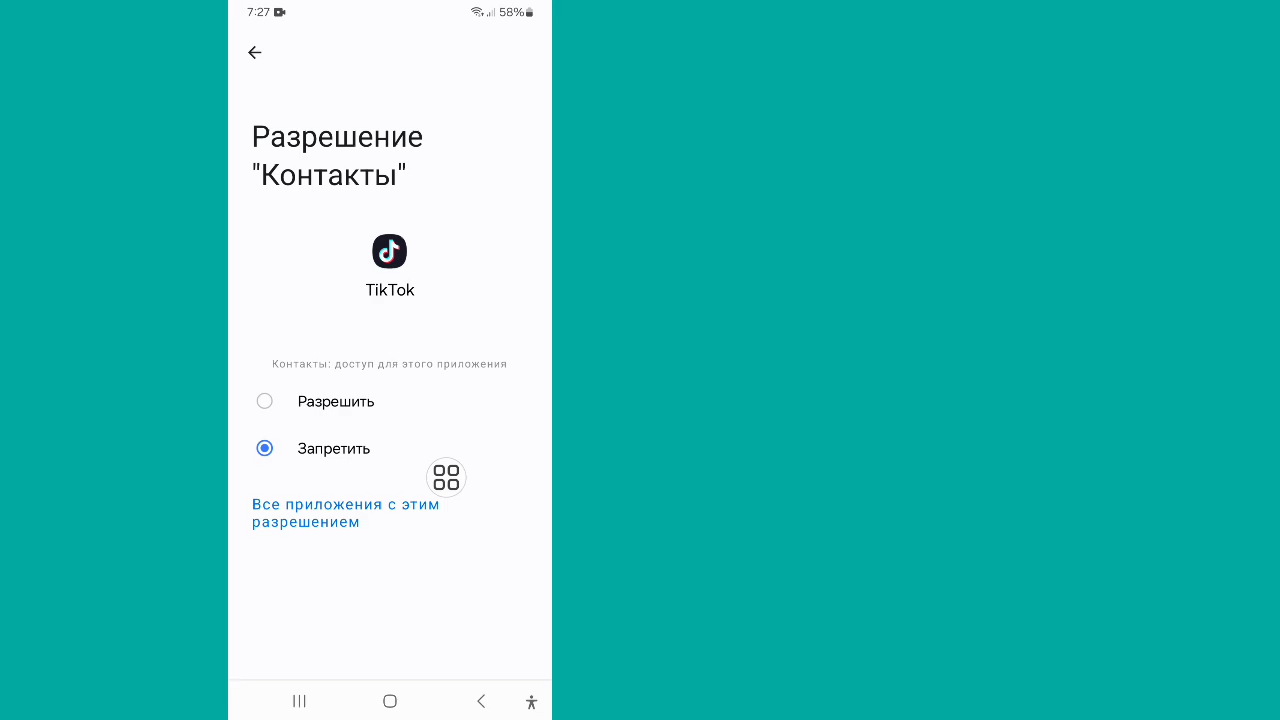 7:27 58%
Разрешение
"Контакты"
TikTok
Контакты: доступ для этого приложения
Разрешить
Запретить
Все приложения с этим
разрешением